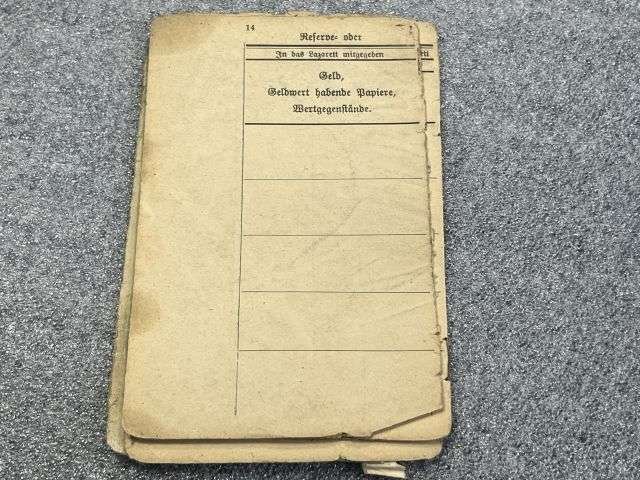 14
Reserve= oder
In das Lazarett mitgegeben
Geld,
Geldwert habende Papiere,
Wertgegenstände.